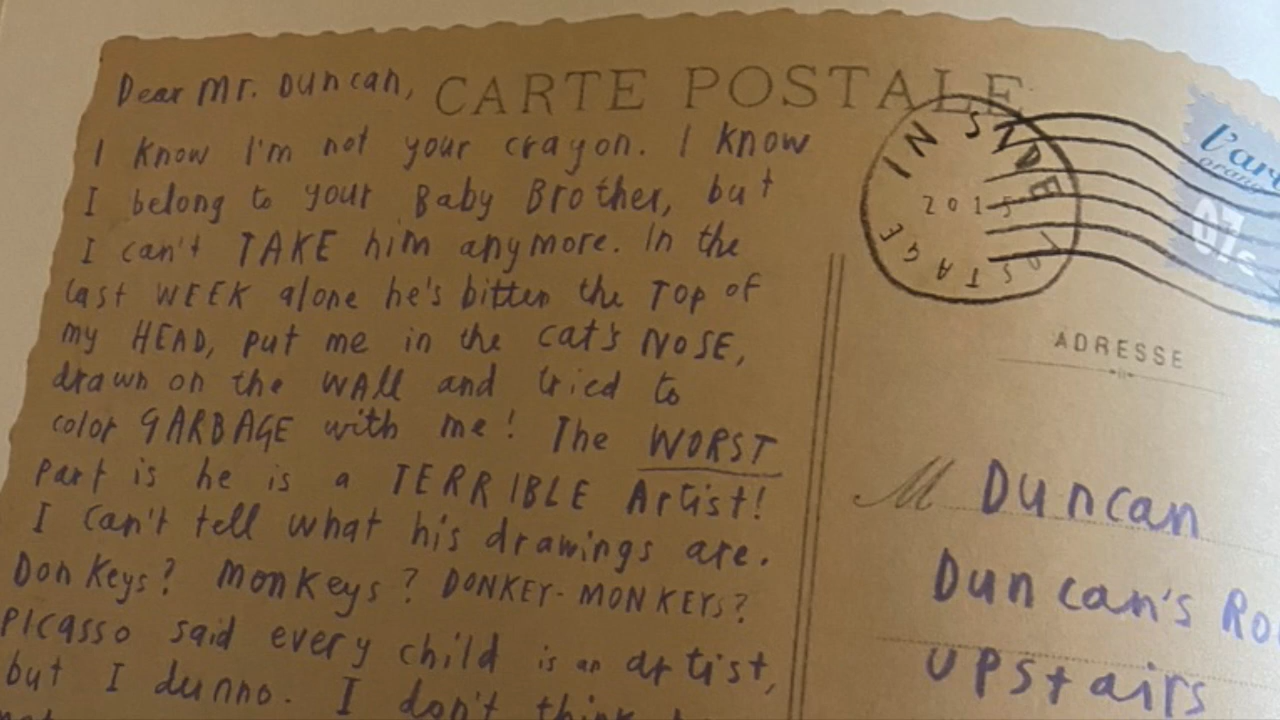 CARTE POSTALE
Dear Mr. Duncan,
I know I'm not your crayon. I know
I belong to your Baby Brother, but
I can't TAKE him anymore. In the
last WEEK alone he's bitten the TOP of
my HEAD, put me in the cat's NOSE,
drawn on the WAll and tried to
color GARBAGE with me! The WORST
part is he is a TERRIBLE Artist!
I can't tell what his drawings are.
DonKeys? MonKeys? DONKEY-MONKEYS?
Picasso said every child is an artist,
but I dunno. I don't think
IN SNDE
2015
POSTAGE
07c
ADRESSE
M Duncan
Duncan's
upstairs